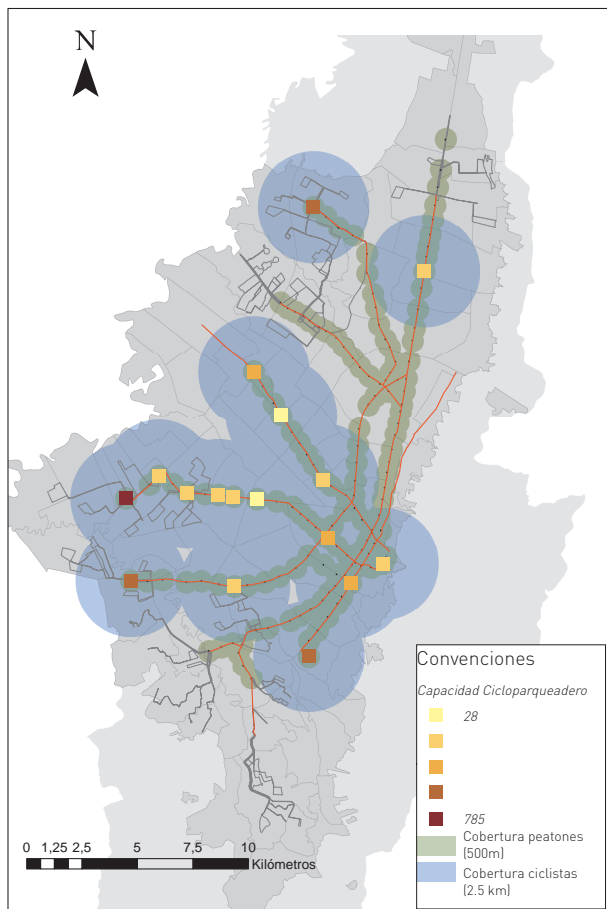 N
Convenciones
Capacidad Cicloparqueadero
28
785
Cobertura peatones
(500m)
Cobertura ciclistas
(2.5 km)
0 1,25 2,5 5 7,5 10
Kilómetros